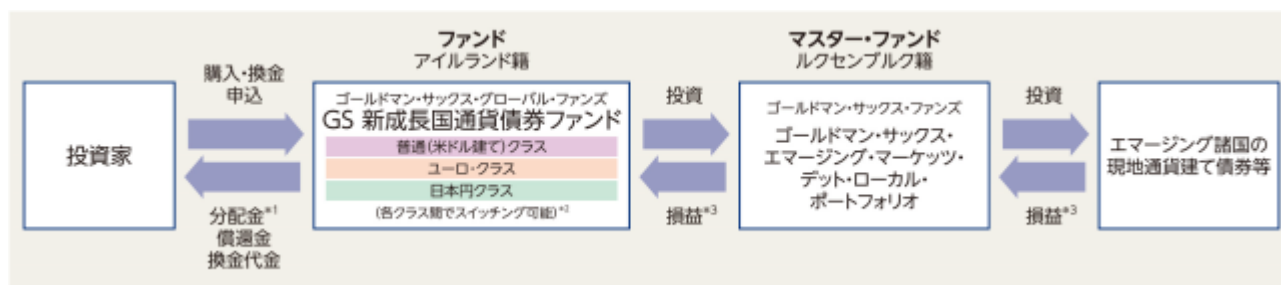 投資家
購入・換金
申込
分配金*1
償還金
換金代金
ファンド
アイルランド籍
ゴールドマン・サックス・グローバル・ファンズ
GS 新成長国通貨債券ファンド
普通(米ドル建て)クラス
ユーロ・クラス
日本円クラス
(各クラス間でスイッチング可能)*2
投資
損益*3
マスター・ファンド
ルクセンブルク籍
ゴールドマン・サックス・ファンズ
ゴールドマン・サックス・
エマージング・マーケッツ・
デット・ローカル・
ポートフォリオ
投資
損益*3
エマージング諸国の
現地通貨建て債券等